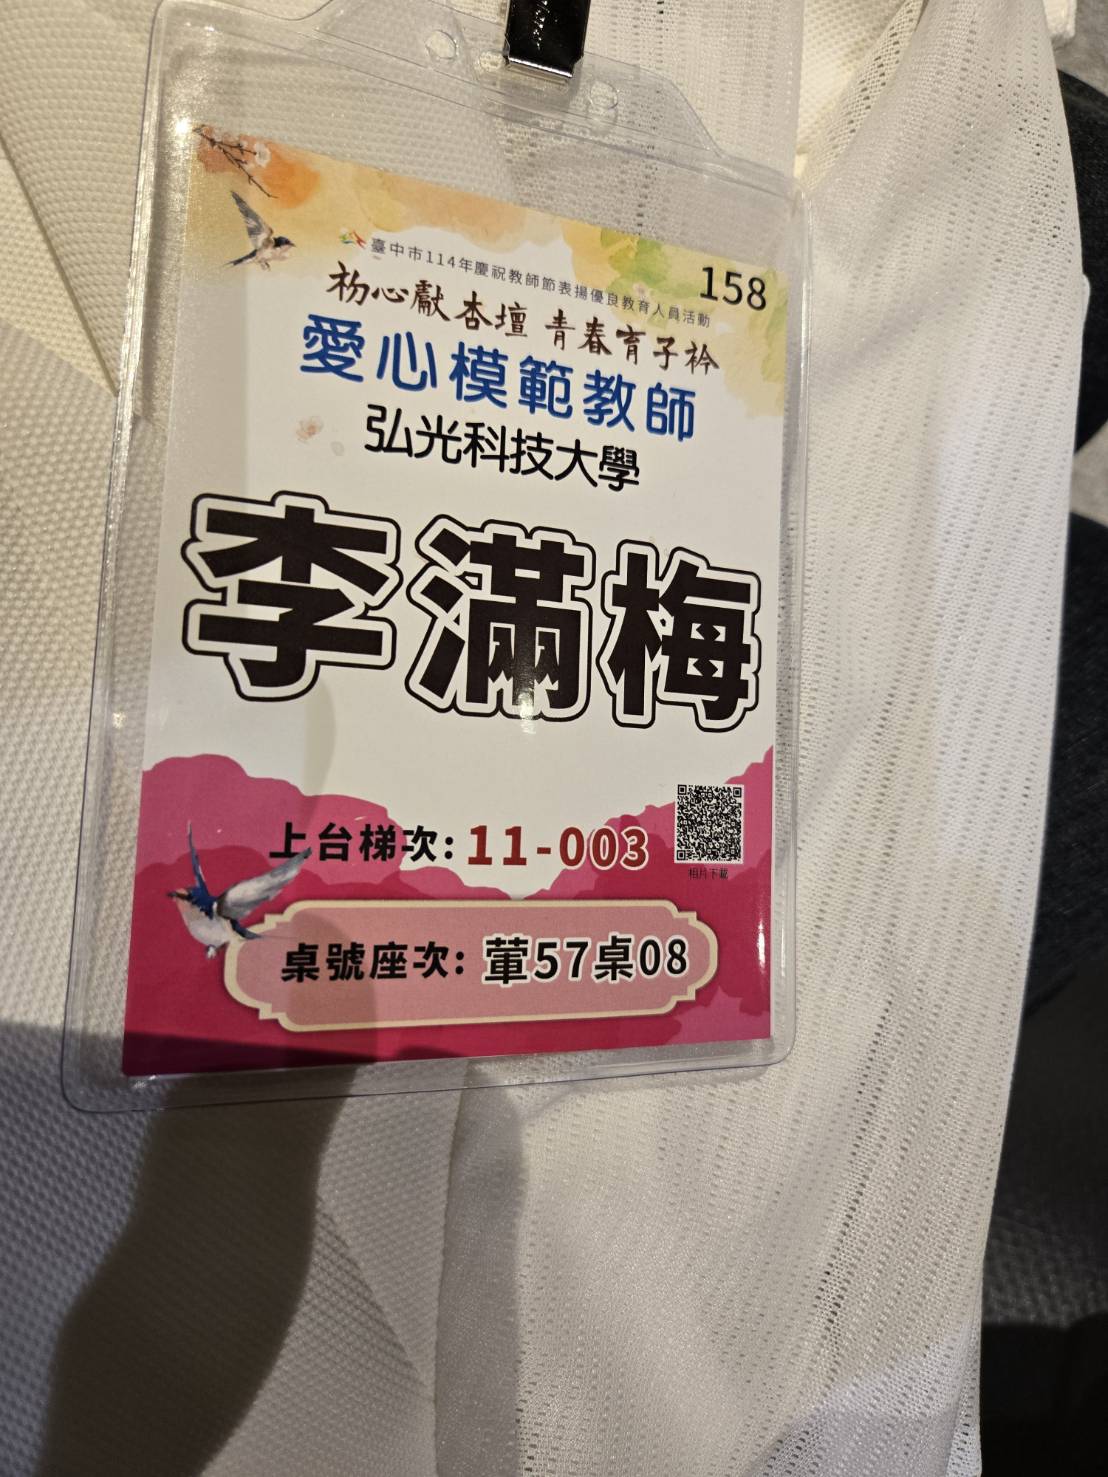 臺中市114年慶祝教師節表揚優良教育人員活動
158
初心獻杏壇 青春育子衿
愛心模範教師
弘光科技大學
李滿梅
上台梯次:11-003
相片下載
桌號座次:葷57桌08